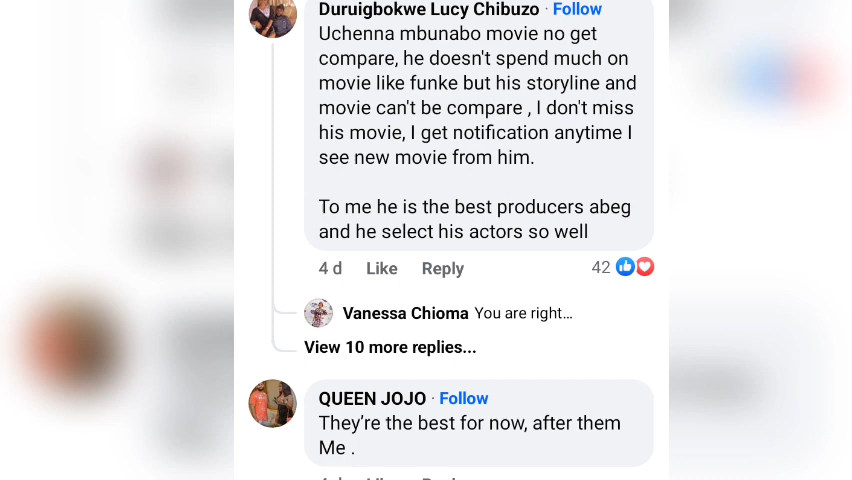 Duruigbokwe Lucy Chibuzo · Follow
Uchenna mbunabo movie no get
compare, he doesn't spend much on
movie like funke but his storyline and
movie can't be compare , I don't miss
his movie, I get notification anytime I
see new movie from him.
To me he is the best producers abeg
and he select his actors so well
4 d Like Reply 42
Vanessa Chioma You are right...
View 10 more replies...
QUEEN JOJO · Follow
They're the best for now, after them
Me .